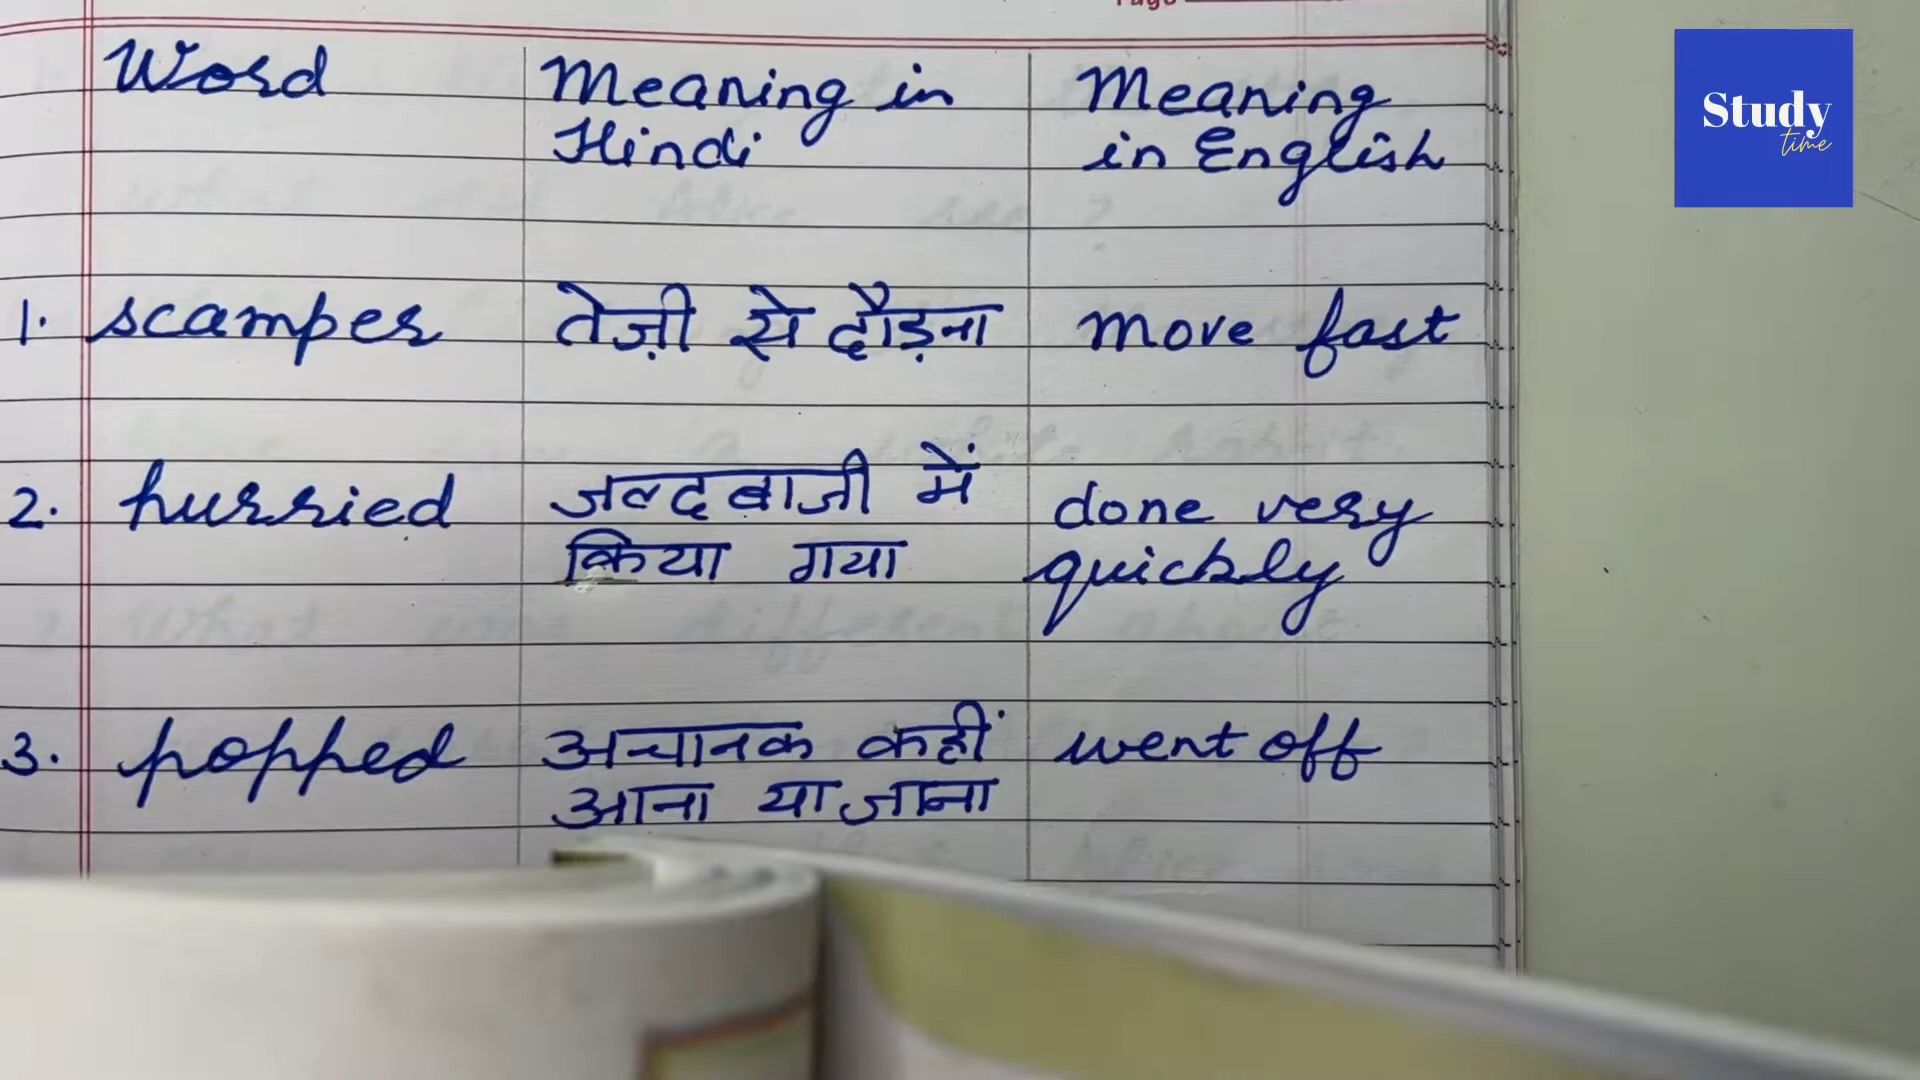 Word Meaning in Meaning
Hindi in English
1. scamper तेज़ी से दौड़ना Move fast
2. hurried जल्दबाजी में done very
किया गया quickly
3. popped अचानक कहीं went off
आना या जाना
Study
time